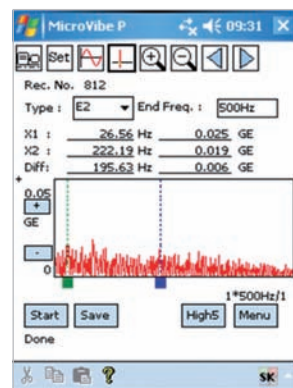 MicroVibe P 09:31
Set
Rec. No. 812
Type : E2 End Freq. : 500Hz
X1 : 26.56 Hz 0.025 GE
X2 : 222.19 Hz 0.019 GE
Diff: 195.63 Hz 0.006 GE
0.05
+
GE
-
0
1*500Hz/1
Start Save High5 Menu
Done
SK